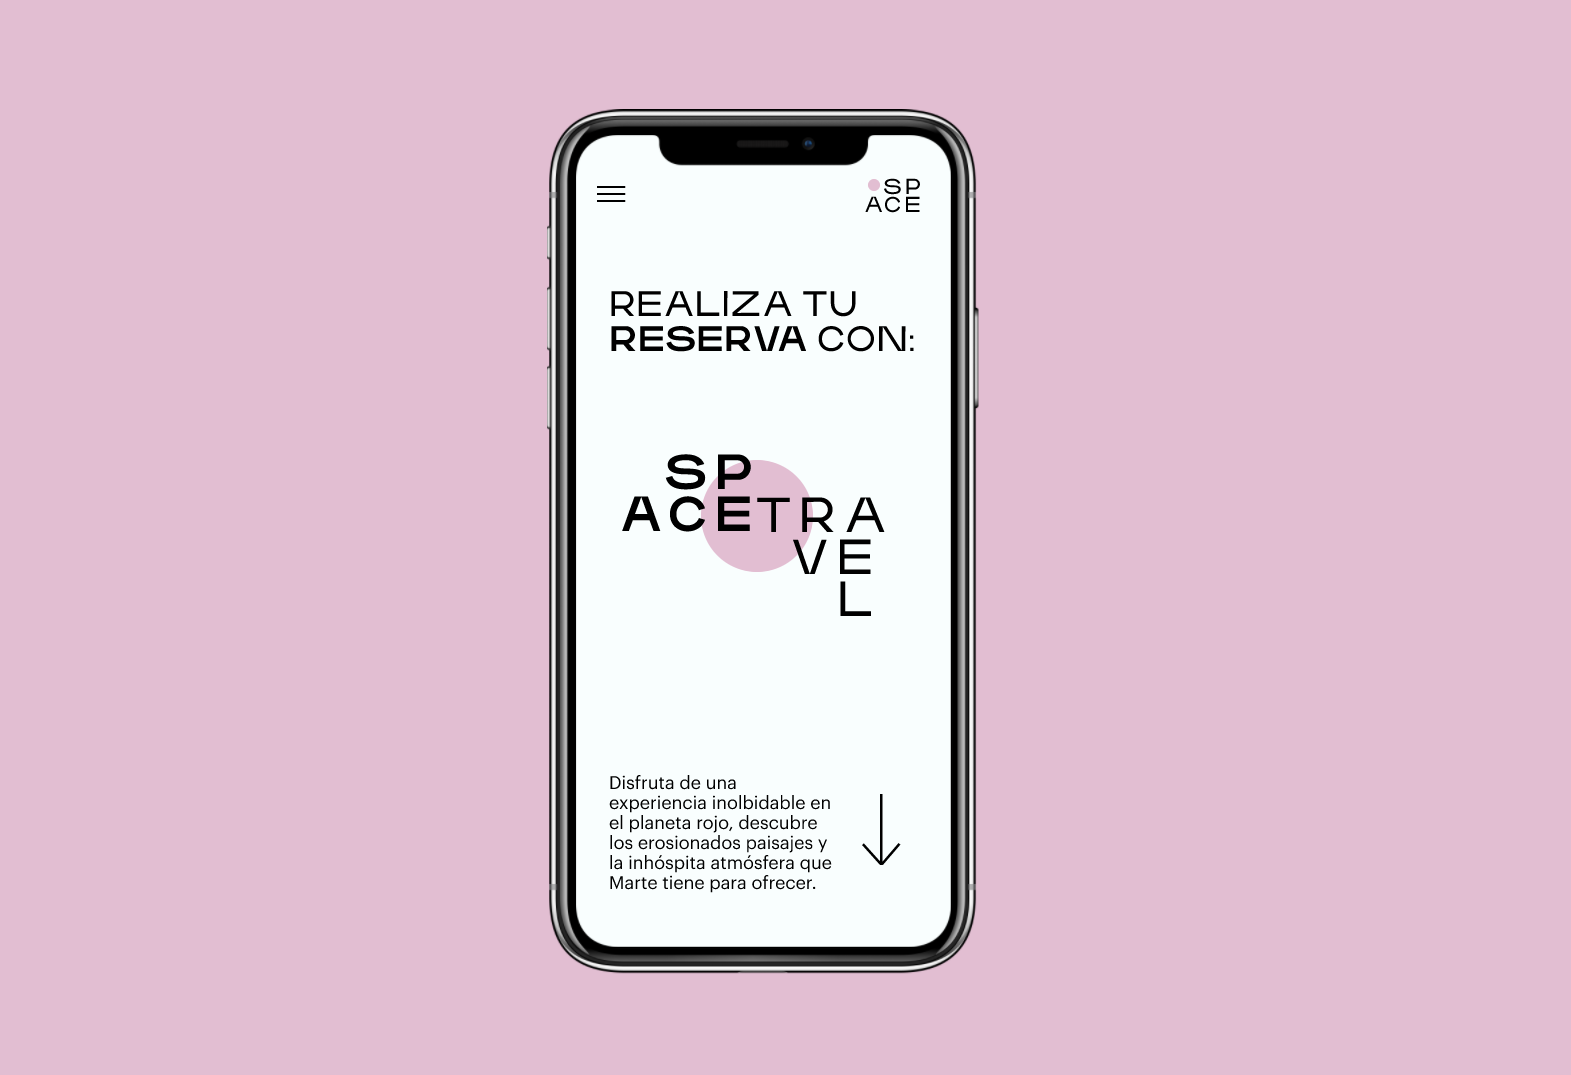 SP
ACE
REALIZA TU
RESERVA CON:
SP
ACETRA
VE
L
Disfruta de una
experiencia inolbidable en
el planeta rojo, descubre
los erosionados paisajes y
la inhóspita atmósfera que
Marte tiene para ofrecer.